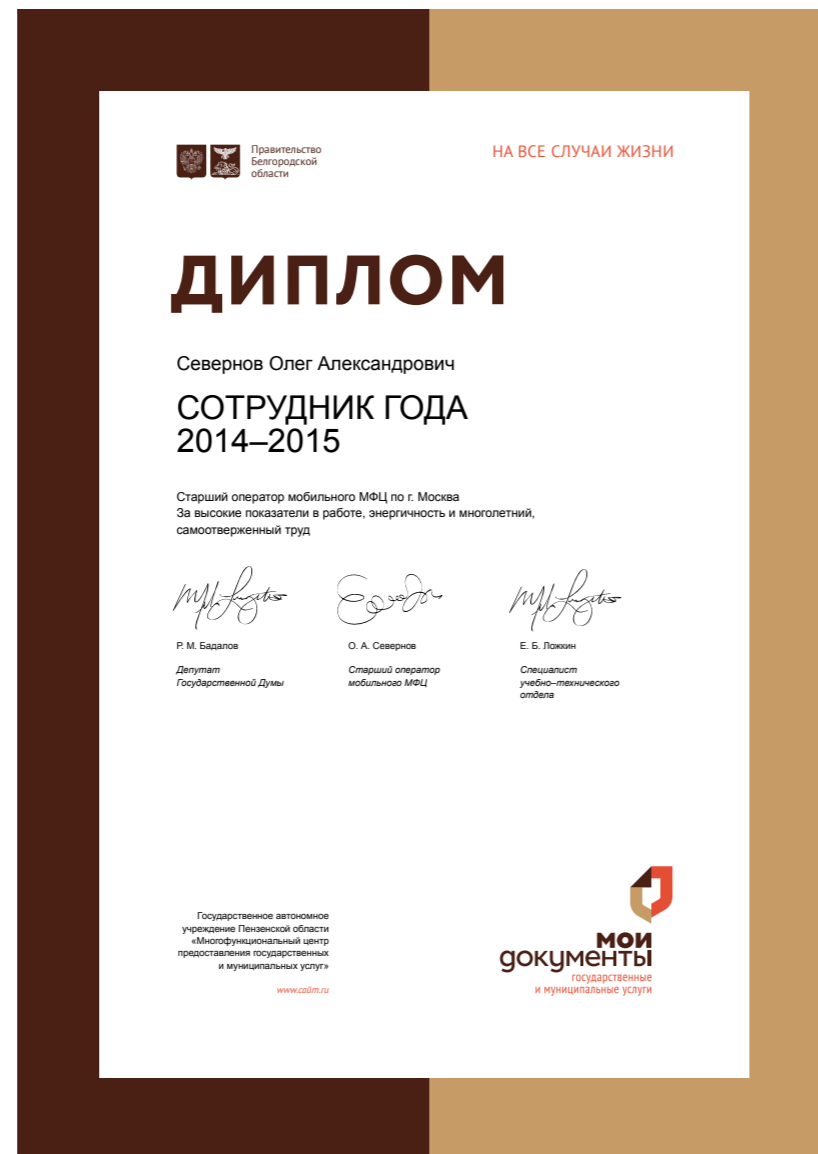 Правительство
Белгородской
области
НА ВСЕ СЛУЧАИ ЖИЗНИ
ДИПЛОМ
Севернов Олег Александрович
СОТРУДНИК ГОДА
2014–2015
Старший оператор мобильного МФЦ по г. Москва
За высокие показатели в работе, энергичность и многолетний,
самоотверженный труд
Р. М. Бадалов
Депутат
Государственной Думы
О. А. Севернов
Старший оператор
мобильного МФЦ
Е. Б. Ложкин
Специалист
учебно–технического
отдела
Государственное автономное
учреждение Пензенской области
«Многофункциональный центр
предоставления государственных
и муниципальных услуг»
www.сайт.ru
мои
документы
государственные
и муниципальные услуги